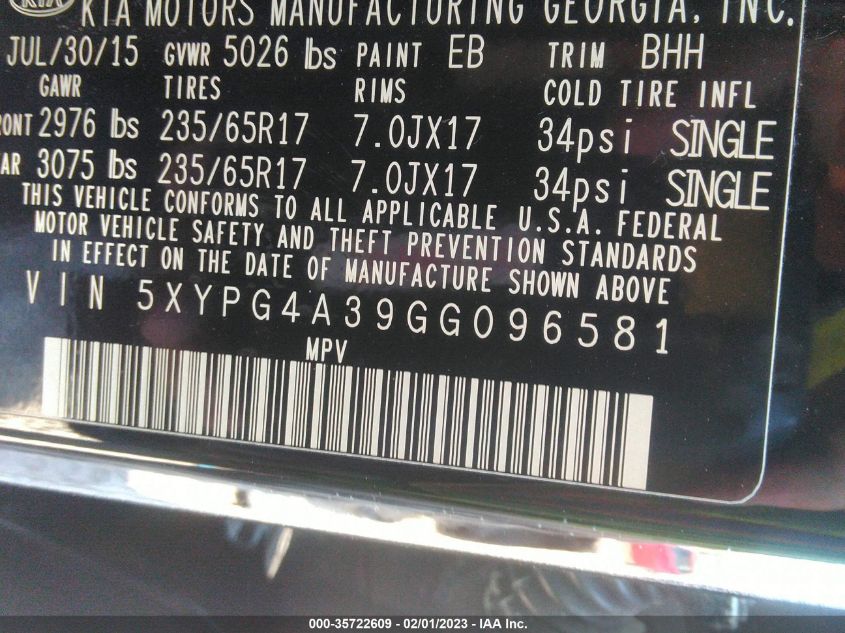 KIA KIA MOTORS MANUFACTURING GEORGIA, INC.
JUL/30/15 GVWR 5026 lbs PAINT EB TRIM BHH
GAWR TIRES RIMS COLD TIRE INFL
RONT 2976 lbs 235/65R17 7.0JX17 34psi SINGLE
AR 3075 lbs 235/65R17 7.0JX17 34psi SINGLE
THIS VEHICLE CONFORMS TO ALL APPLICABLE U.S.A. FEDERAL
MOTOR VEHICLE SAFETY AND THEFT PREVENTION STANDARDS
IN EFFECT ON THE DATE OF MANUFACTURE SHOWN ABOVE
VIN 5XYPG4A39GG096581
MPV
000-35722609 - 02/01/2023 - IAA Inc.